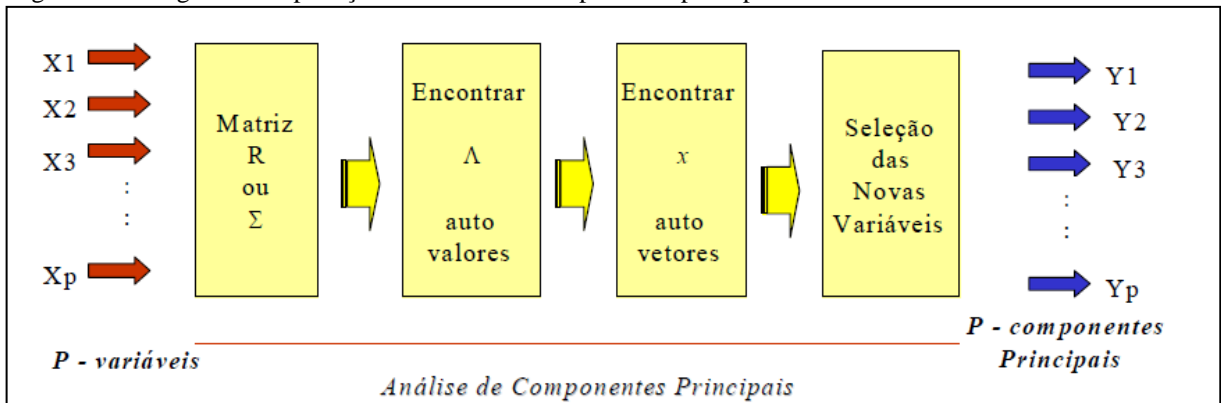 X1
X2
X3
:
:
Xp
P - variáveis
Matriz
R
ou
Σ
Encontrar
Λ
auto
valores
Encontrar
x
auto
vetores
Seleção
das
Novas
Variáveis
Y1
Y2
Y3
:
:
Yp
P - componentes
Principais
Análise de Componentes Principais